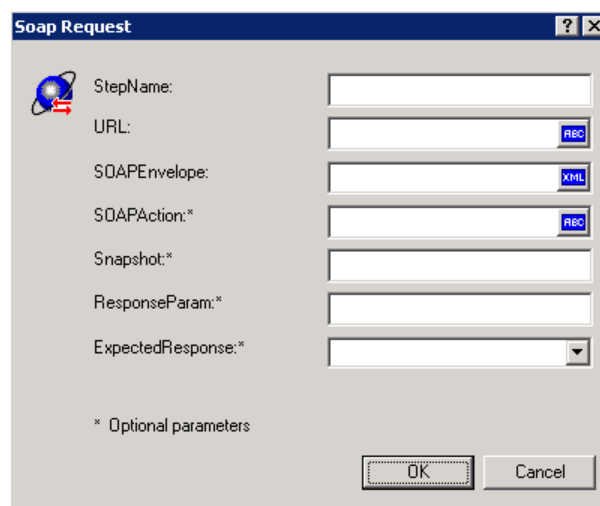 Soap Request
StepName:
URL:
ABC
SOAPEnvelope:
XML
SOAPAction:*
ABC
Snapshot:*
ResponseParam:*
ExpectedResponse:*
* Optional parameters
OK Cancel